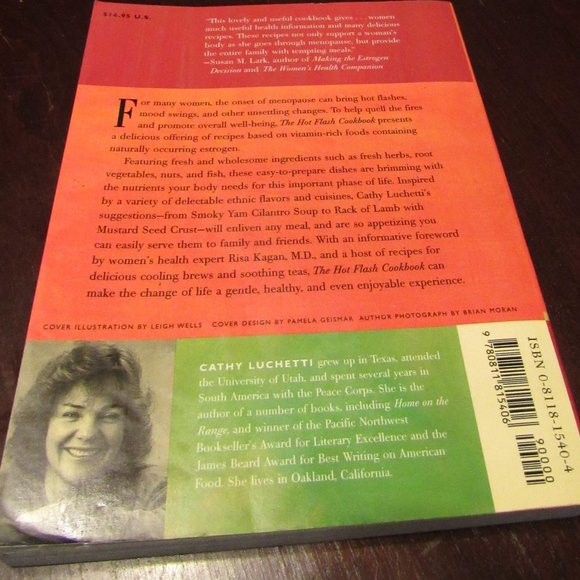 $16.95 U.S.
"This lovely and useful cookbook gives . . . women
much useful health information and many delicious
recipes. These recipes not only support a woman's
body as she goes through menopause, but provide
the entire family with tempting meals."
—Susan M. Lark, author of Making the Estrogen
Decision and The Women's Health Companion
For many women, the onset of menopause can bring hot flashes,
mood swings, and other unsettling changes. To help quell the fires
and promote overall well-being, The Hot Flash Cookbook presents
a delicious offering of recipes based on vitamin-rich foods containing
naturally occurring estrogen.
Featuring fresh and wholesome ingredients such as fresh herbs, root
vegetables, nuts, and fish, these easy-to-prepare dishes are brimming with
the nutrients your body needs for this important phase of life. Inspired
by a variety of delectable ethnic flavors and cuisines, Cathy Luchetti's
suggestions—from Smoky Yam Cilantro Soup to Rack of Lamb with
Mustard Seed Crust—will enliven any meal, and are so appetizing you
can easily serve them to family and friends. With an informative foreword
by women's health expert Risa Kagan, M.D., and a host of recipes for
delicious cooling brews and soothing teas, The Hot Flash Cookbook can
make the change of life a gentle, healthy, and even enjoyable experience.
COVER ILLUSTRATION BY LEIGH WELLS COVER DESIGN BY PAMELA GEISMAR AUTHOR PHOTOGRAPH BY BRIAN MORAN
CATHY LUCHETTI grew up in Texas, attended
the University of Utah, and spent several years in
South America with the Peace Corps. She is the
author of a number of books, including Home on the
Range, and winner of the Pacific Northwest
Bookseller's Award for Literary Excellence and the
James Beard Award for Best Writing on American
Food. She lives in Oakland, California.
ISBN 0-8118-1540-4
90000
9 780811 815406